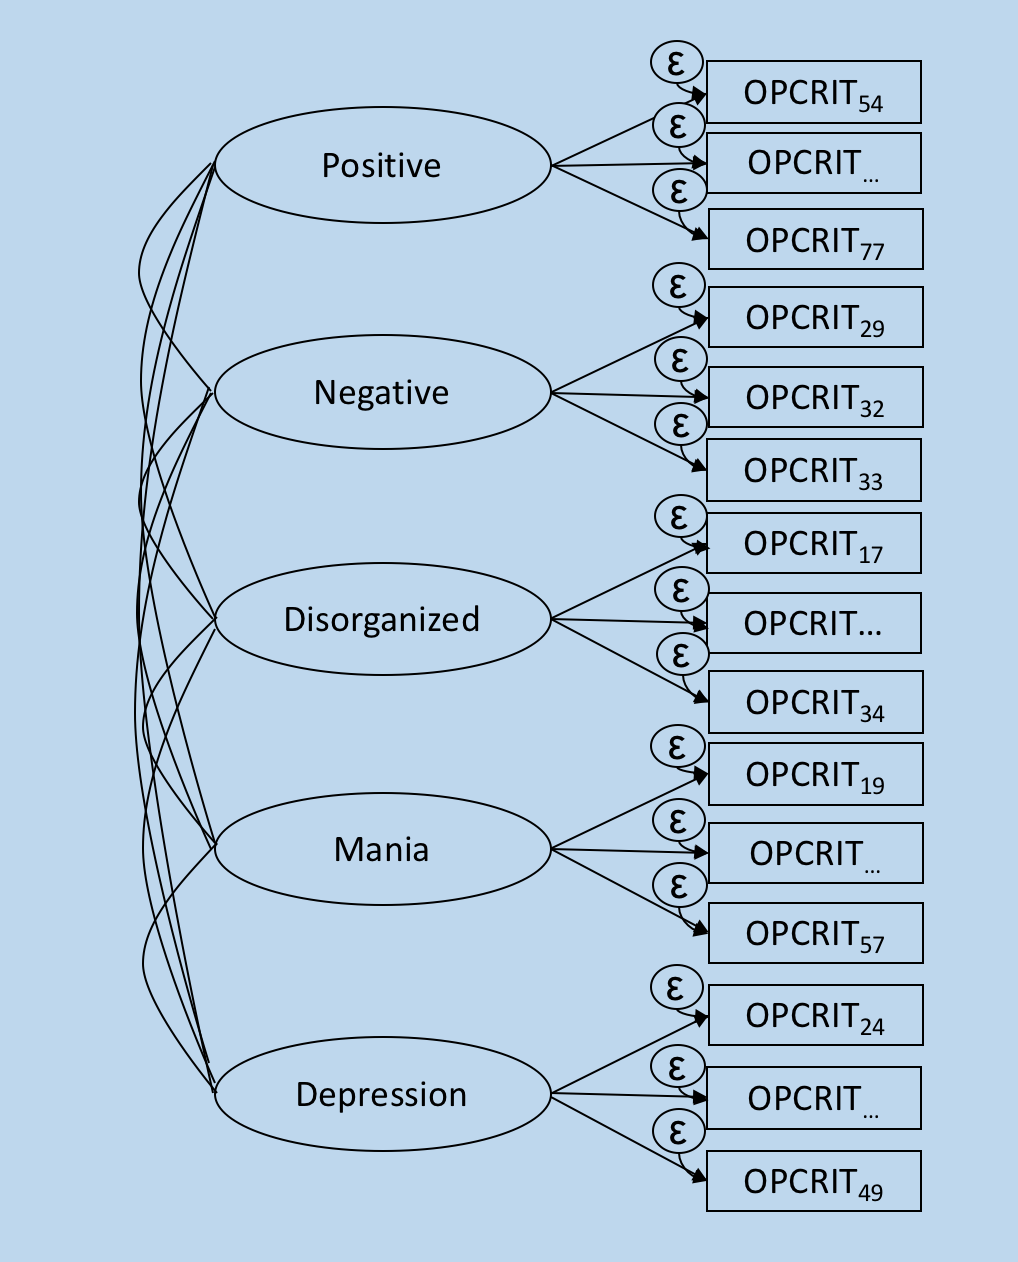 ε
OPCRIT54
ε
Positive
OPCRIT...
ε
OPCRIT77
ε
OPCRIT29
ε
Negative
OPCRIT32
ε
OPCRIT33
ε
OPCRIT17
ε
Disorganized
OPCRIT...
ε
OPCRIT34
ε
OPCRIT19
ε
Mania
OPCRIT...
ε
OPCRIT57
ε
OPCRIT24
ε
Depression
OPCRIT...
ε
OPCRIT49